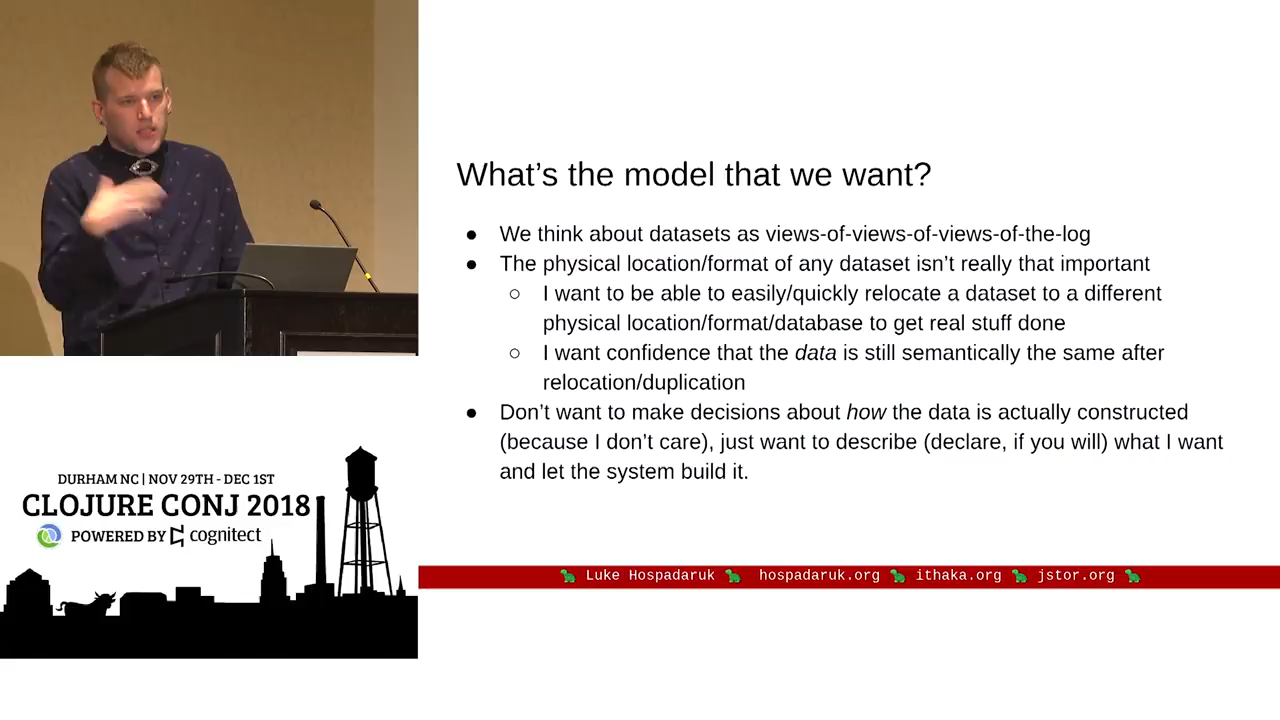 What’s the model that we want?
● We think about datasets as views-of-views-of-views-of-the-log
● The physical location/format of any dataset isn’t really that important
○ I want to be able to easily/quickly relocate a dataset to a different
physical location/format/database to get real stuff done
○ I want confidence that the data is still semantically the same after
relocation/duplication
● Don’t want to make decisions about how the data is actually constructed
(because I don’t care), just want to describe (declare, if you will) what I want
and let the system build it.
DURHAM NC | NOV 29TH - DEC 1ST
CLOJURE CONJ 2018
POWERED BY cognitect
Luke Hospadaruk hospadaruk.org ithaka.org jstor.org